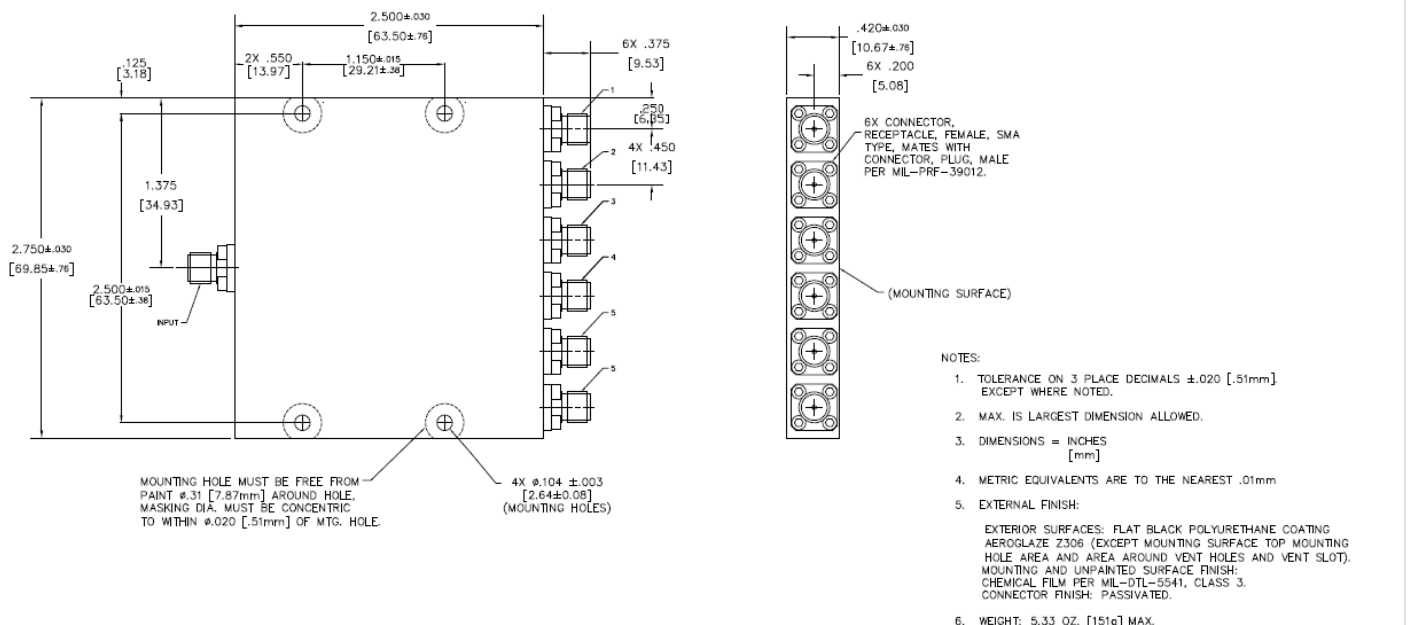 2.500±.030
[63.50±.76]
2X .550
[13.97]
1.150±.015
[29.21±.38]
6X .375
[9.53]
.125
[3.18]
1
.250
[6.35]
2
4X .450
[11.43]
1.375
[34.93]
3
2.750±.030
[69.85±.76]
4
2.500±.015
[63.50±.38]
INPUT
5
5
MOUNTING HOLE MUST BE FREE FROM
PAINT ø.31 [7.87mm] AROUND HOLE,
MASKING DIA. MUST BE CONCENTRIC
TO WITHIN ø.020 [.51mm] OF MTG. HOLE.
4X ø.104 ±.003
[2.64±0.08]
(MOUNTING HOLES)
.420±.030
[10.67±.76]
6X .200
[5.08]
6X CONNECTOR,
RECEPTACLE, FEMALE, SMA
TYPE, MATES WITH
CONNECTOR, PLUG, MALE
PER MIL-PRF-39012.
(MOUNTING SURFACE)
NOTES:
1. TOLERANCE ON 3 PLACE DECIMALS ±.020 [.51mm]
EXCEPT WHERE NOTED.
2. MAX. IS LARGEST DIMENSION ALLOWED.
3. DIMENSIONS = INCHES
[mm]
4. METRIC EQUIVALENTS ARE TO THE NEAREST .01mm
5. EXTERNAL FINISH:
EXTERIOR SURFACES: FLAT BLACK POLYURETHANE COATING
AEROGLAZE Z306 (EXCEPT MOUNTING SURFACE TOP MOUNTING
HOLE AREA AND AREA AROUND VENT HOLES AND VENT SLOT).
MOUNTING AND UNPAINTED SURFACE FINISH:
CHEMICAL FILM PER MIL-DTL-5541, CLASS 3.
CONNECTOR FINISH: PASSIVATED.
6. WEIGHT: 5.33 OZ. [151g] MAX.